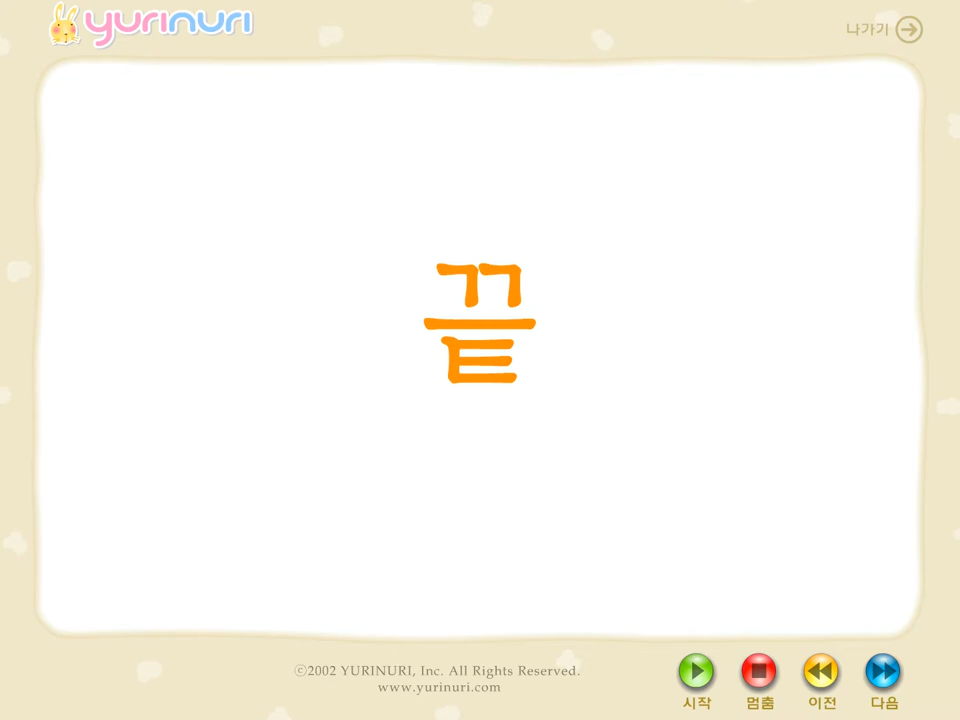 yurinuri
나가기
끝
ⓒ2002 YURINURI, Inc. All Rights Reserved.
www.yurinuri.com
시작 멈춤 이전 다음